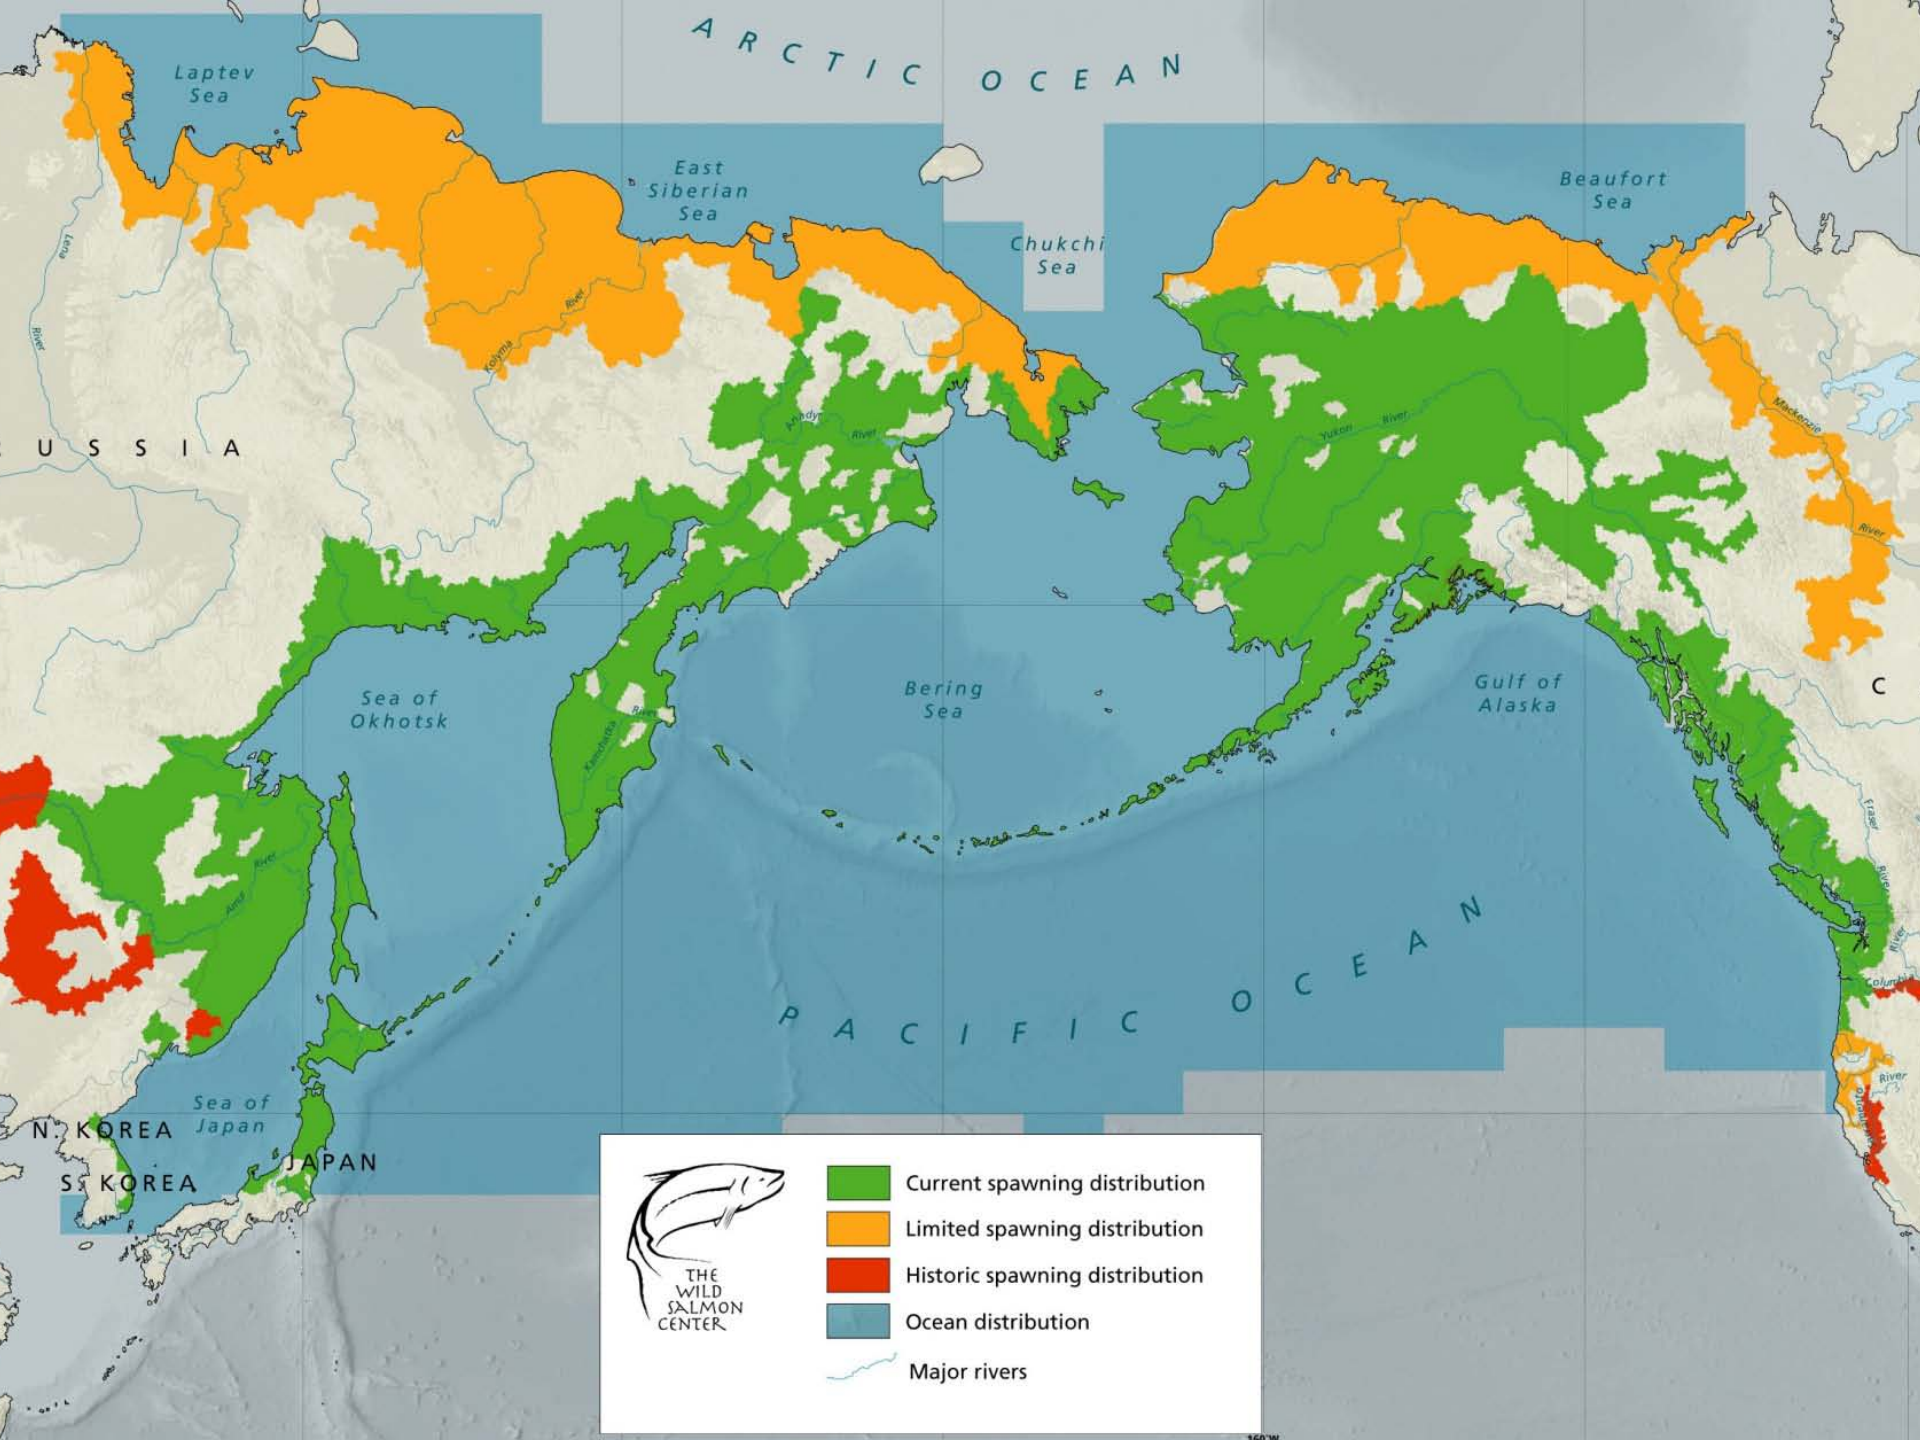 ARCTIC OCEAN
Laptev
Sea
East
Siberian
Sea
Beaufort
Sea
Chukchi
Sea
Lena
River
Kolyma
River
Anadyr
River
Yukon River
Mackenzie
River
RUSSIA
Sea of
Okhotsk
Kamchatka
River
Bering
Sea
Gulf of
Alaska
C
Fraser
River
Amur
River
PACIFIC OCEAN
River
Columbia
River
Sea of
Japan
N. KOREA
S. KOREA
JAPAN
THE
WILD
SALMON
CENTER
Current spawning distribution
Limited spawning distribution
Historic spawning distribution
Ocean distribution
Major rivers